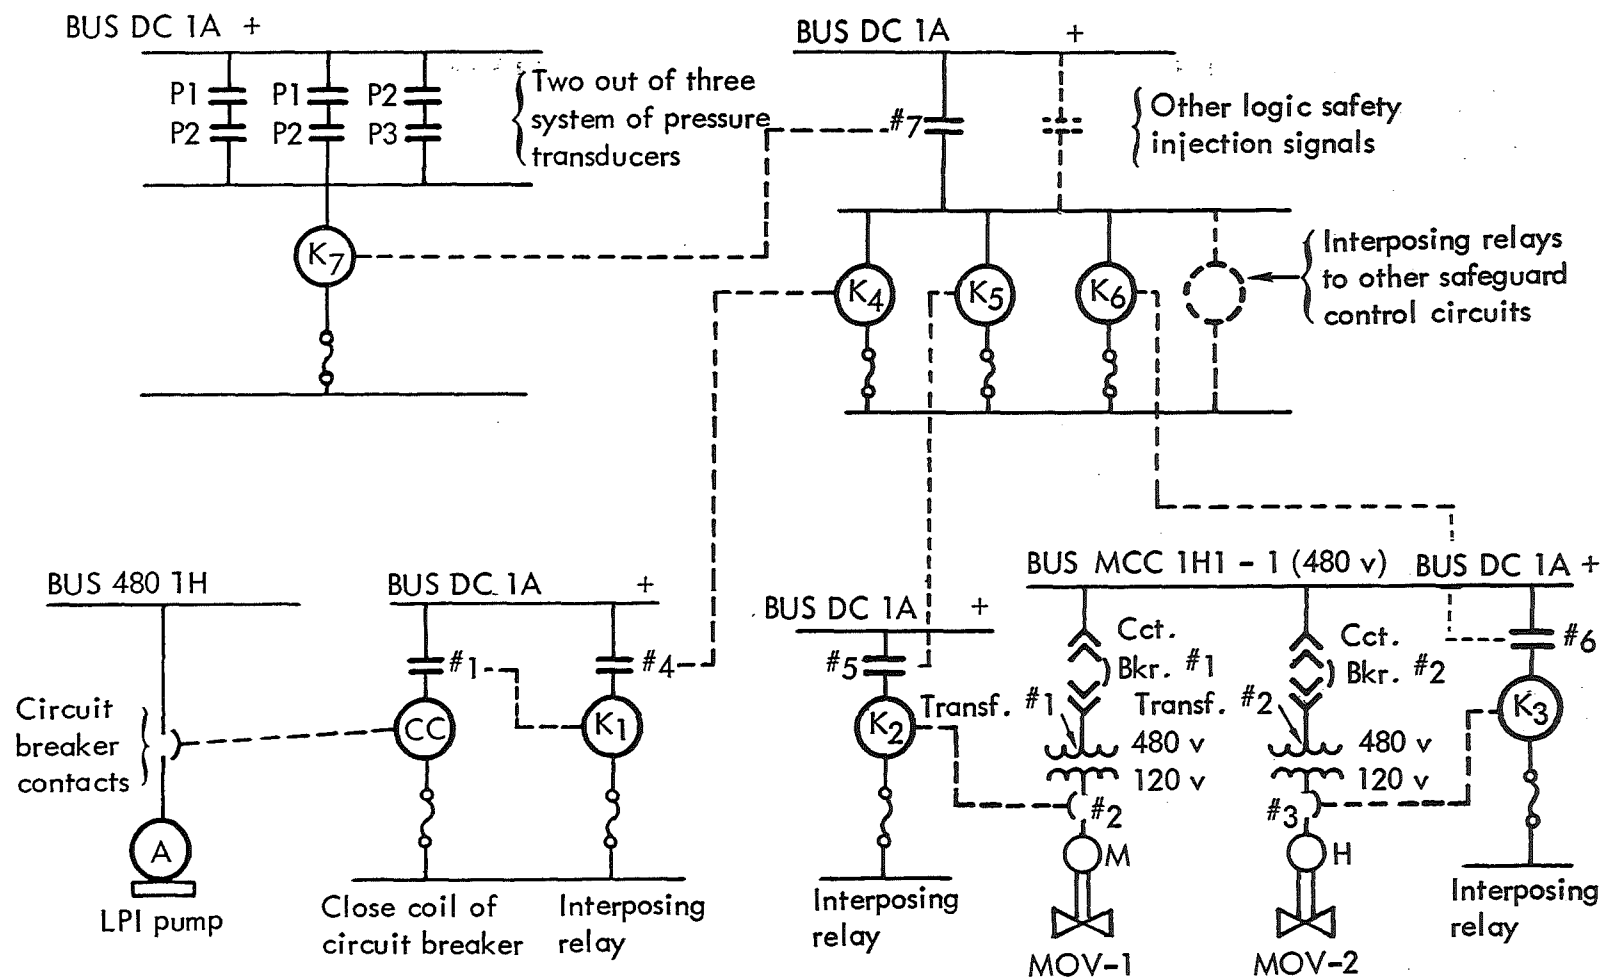 BUS DC 1A +
P1 P1 P2
P2 P2 P3
Two out of three
system of pressure
transducers
K7
BUS DC 1A +
#7
Other logic safety
injection signals
K4 K5 K6
Interposing relays
to other safeguard
control circuits
BUS 480 1H
Circuit
breaker
contacts
A
LPI pump
BUS DC 1A +
#1
#4
CC
K1
Close coil of
circuit breaker
Interposing
relay
BUS DC 1A +
#5
K2
Interposing
relay
BUS MCC 1H1 - 1 (480 v)
Cct.
Bkr. #1
Transf. #1
480 v
120 v
#2
M
MOV-1
Cct.
Bkr. #2
Transf. #2
480 v
120 v
#3
H
MOV-2
BUS DC 1A +
#6
K3
Interposing
relay